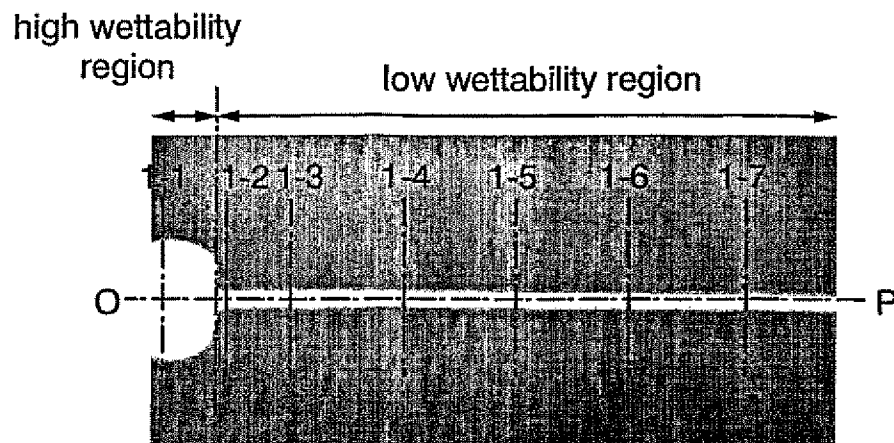 high wettability
region
low wettability region
1-1 1-2 1-3 1-4 1-5 1-6 1-7
O P